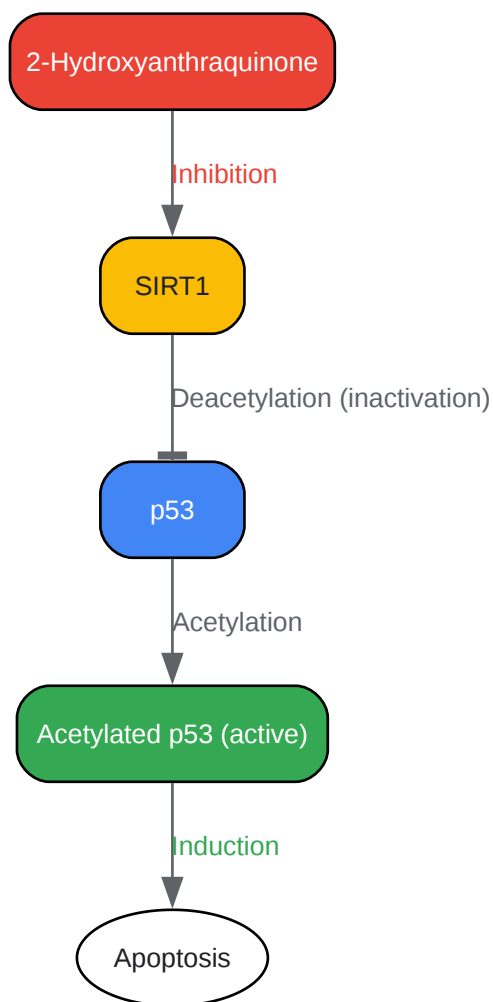 2-Hydroxyanthraquinone
Inhibition
SIRT1
Deacetylation (inactivation)
p53
Acetylation
Acetylated p53 (active)
Induction
Apoptosis